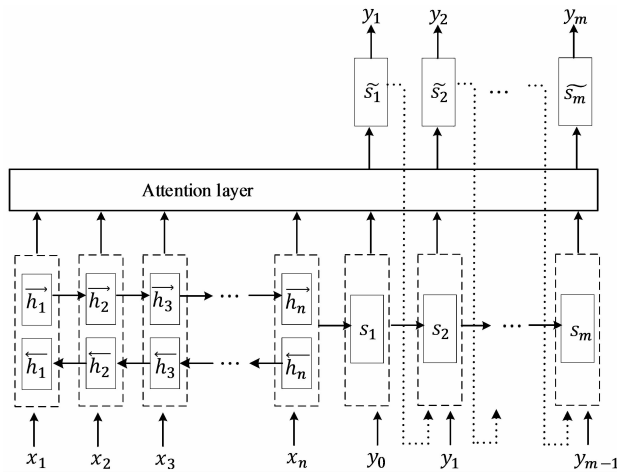 y₁ y₂ yₘ
s̃₁ s̃₂ ... s̃ₘ
Attention layer
h⃗₁ h⃗₂ h⃗₃ ... h⃗ₙ s₁ s₂ ... sₘ
h⃖₁ h⃖₂ h⃖₃ ... h⃖ₙ
x₁ x₂ x₃ xₙ y₀ y₁ yₘ₋₁